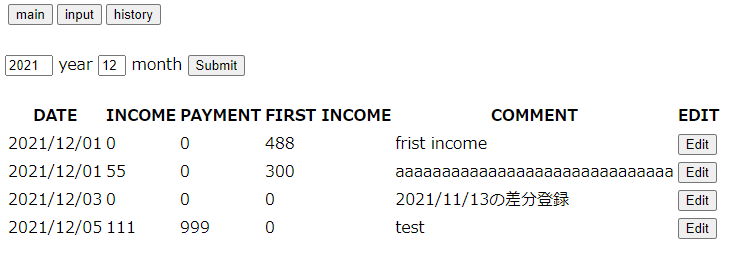 main input history
2021 year 12 month Submit
DATE INCOME PAYMENT FIRST INCOME COMMENT EDIT
2021/12/01 0 0 488 frist income Edit
2021/12/01 55 0 300 aaaaaaaaaaaaaaaaaaaaaaaaaaaaaa Edit
2021/12/03 0 0 0 2021/11/13の差分登録 Edit
2021/12/05 111 999 0 test Edit